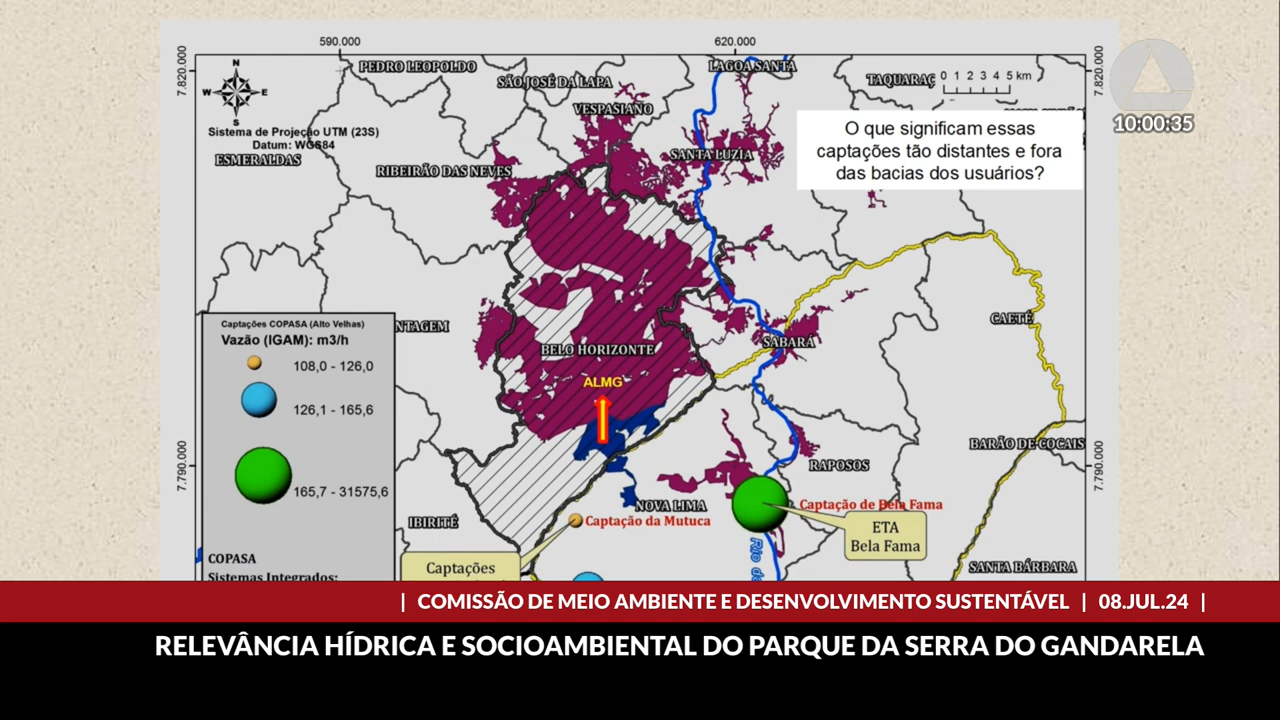 590.000
620.000
7.820.000
7.820.000
N
W
E
S
PEDRO LEOPOLDO
SÃO JOSÉ DA LAPA
LAGOA SANTA
TAQUARAÇ
0 1 2 3 4 5 km
VESPASIANO
10:00:35
Sistema de Projeção UTM (23S)
Datum: WGS84
ESMERALDAS
RIBEIRÃO DAS NEVES
SANTA LUZIA
O que significam essas
captações tão distantes e fora
das bacias dos usuários?
Captações COPASA (Alto Velhas)
Vazão (IGAM): m3/h
108,0 - 126,0
126,1 - 165,6
165,7 - 31575,6
COPASA
Sistemas Integrados:
NTAGEM
BELO HORIZONTE
ALMG
SABARÁ
CAETÉ
BARÃO DE COCAIS
7.790.000
7.790.000
RAPOSOS
NOVA LIMA
IBIRITÉ
Captação da Mutuca
Captação de Bela Fama
ETA
Bela Fama
Captações
Rio da
SANTA BÁRBARA
| COMISSÃO DE MEIO AMBIENTE E DESENVOLVIMENTO SUSTENTÁVEL | 08.JUL.24 |
RELEVÂNCIA HÍDRICA E SOCIOAMBIENTAL DO PARQUE DA SERRA DO GANDARELA